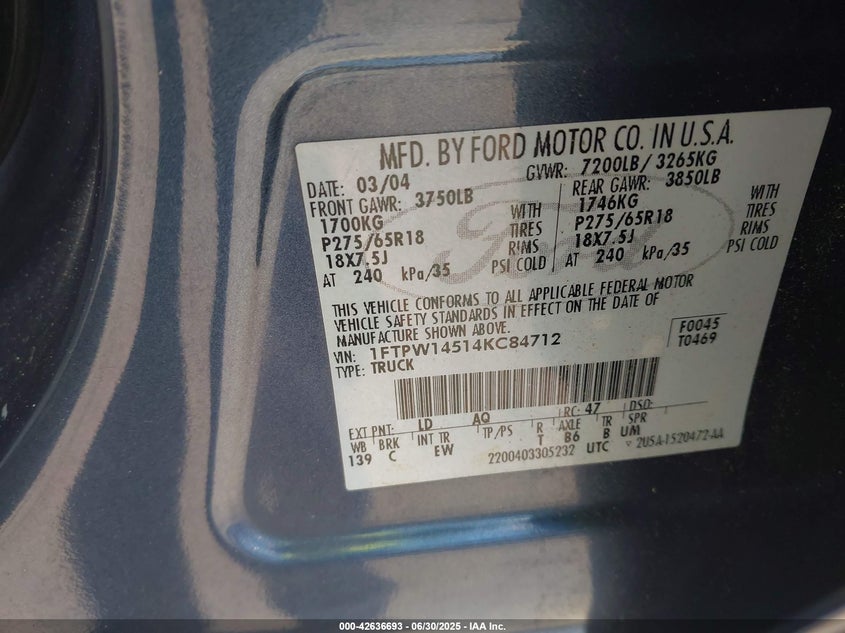 MFD. BY FORD MOTOR CO. IN U.S.A.
DATE: 03/04 GVWR: 7200LB/ 3265KG
FRONT GAWR: 3750LB REAR GAWR: 3850LB
1700KG WITH 1746KG WITH
P275/65R18 TIRES P275/65R18 TIRES
18X7.5J RIMS 18X7.5J RIMS
AT 240 kPa/35 PSI COLD AT 240 kPa/35 PSI COLD
Ford
THIS VEHICLE CONFORMS TO ALL APPLICABLE FEDERAL MOTOR
VEHICLE SAFETY STANDARDS IN EFFECT ON THE DATE OF
MANUFACTURE SHOWN ABOVE.
VIN: 1FTPW14514KC84712 F0045
TYPE: TRUCK T0469
EXT PNT: LD AQ RC: 47 DSO:
WB BRK INT TR TP/PS R AXLE TR SPR
139 C EW T B6 B UM
2200403305232 UTC 2U5A-1520472-AA
000-42636693 - 06/30/2025 - IAA Inc.